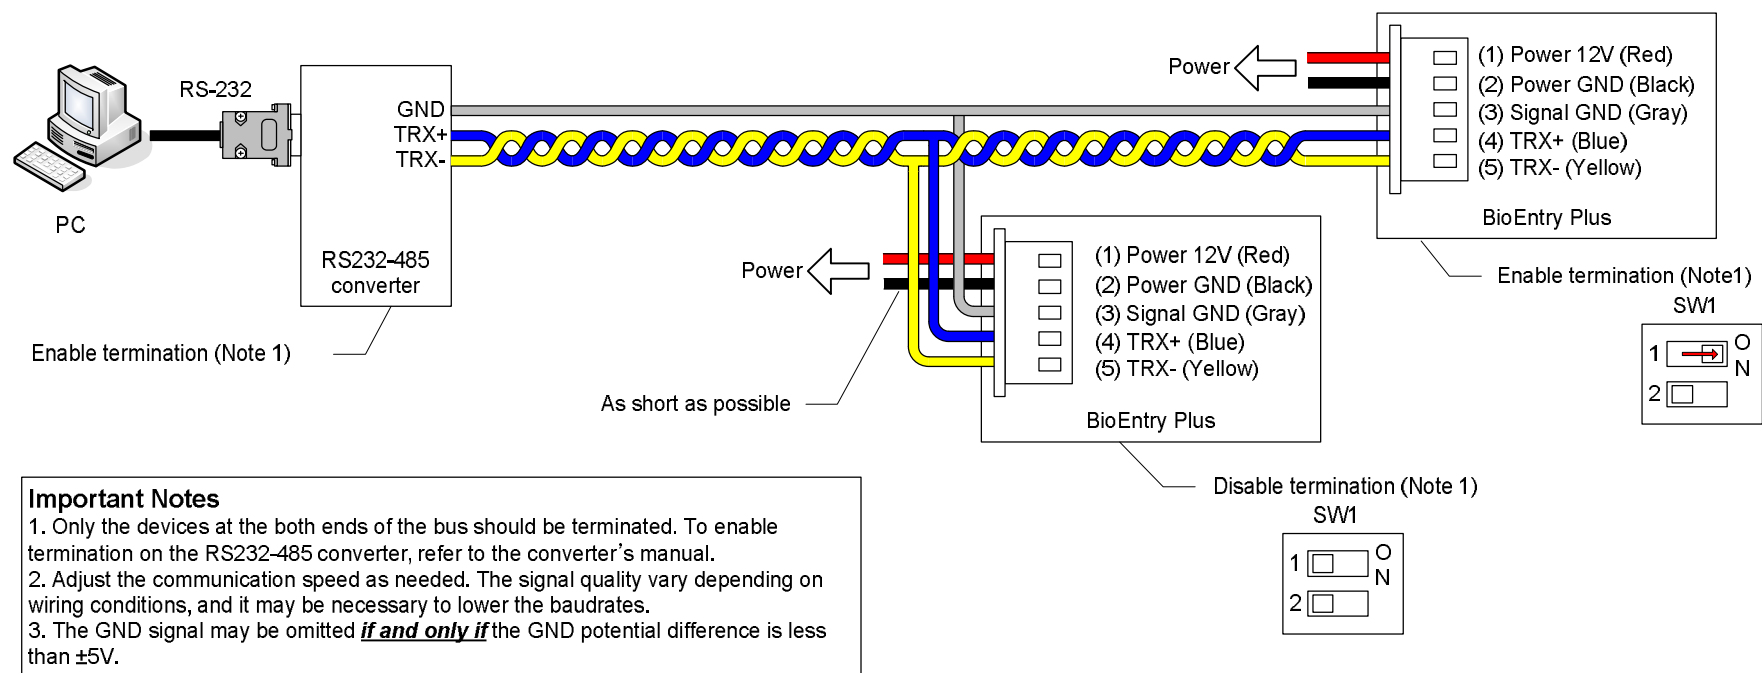 RS-232
PC
GND
TRX+
TRX-
RS232-485
converter
Enable termination (Note 1)
Power
(1) Power 12V (Red)
(2) Power GND (Black)
(3) Signal GND (Gray)
(4) TRX+ (Blue)
(5) TRX- (Yellow)
BioEntry Plus
Enable termination (Note1)
SW1
1
2
O
N
Power
(1) Power 12V (Red)
(2) Power GND (Black)
(3) Signal GND (Gray)
(4) TRX+ (Blue)
(5) TRX- (Yellow)
BioEntry Plus
As short as possible
Disable termination (Note 1)
SW1
1
2
O
N
Important Notes
1. Only the devices at the both ends of the bus should be terminated. To enable
termination on the RS232-485 converter, refer to the converter's manual.
2. Adjust the communication speed as needed. The signal quality vary depending on
wiring conditions, and it may be necessary to lower the baudrates.
3. The GND signal may be omitted if and only if the GND potential difference is less
than ±5V.